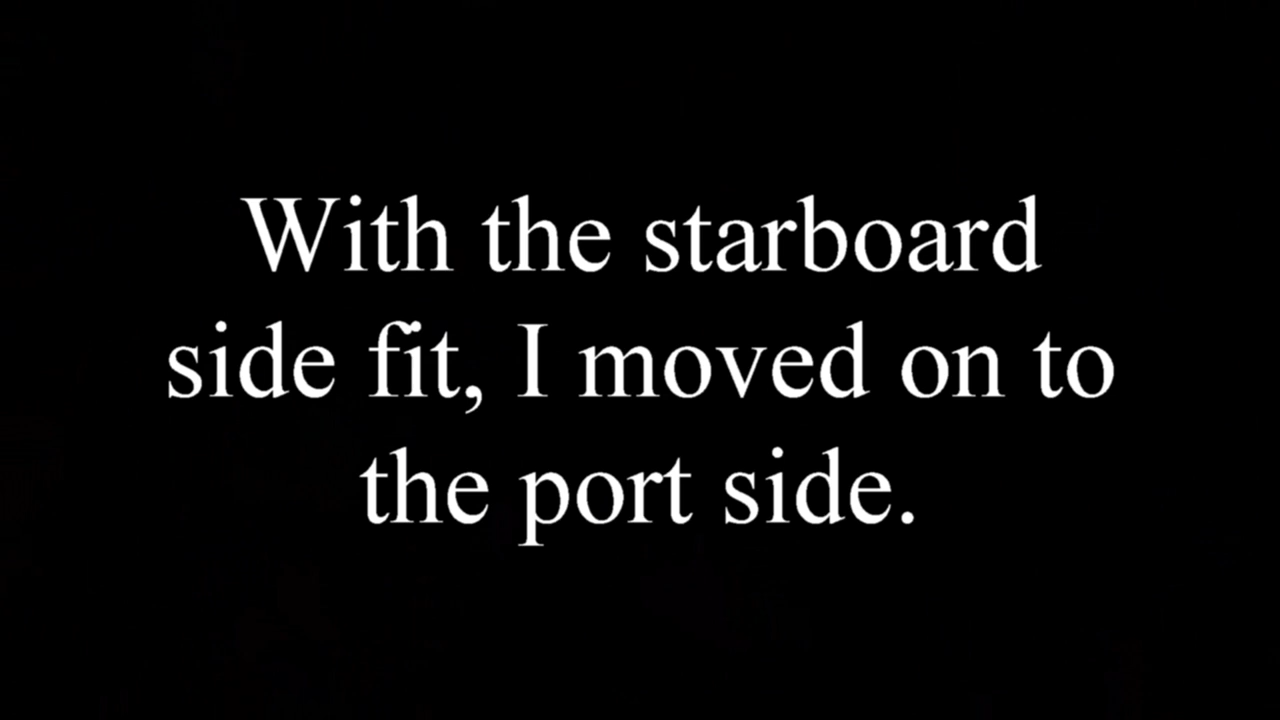 With the starboard
side fit, I moved on to
the port side.